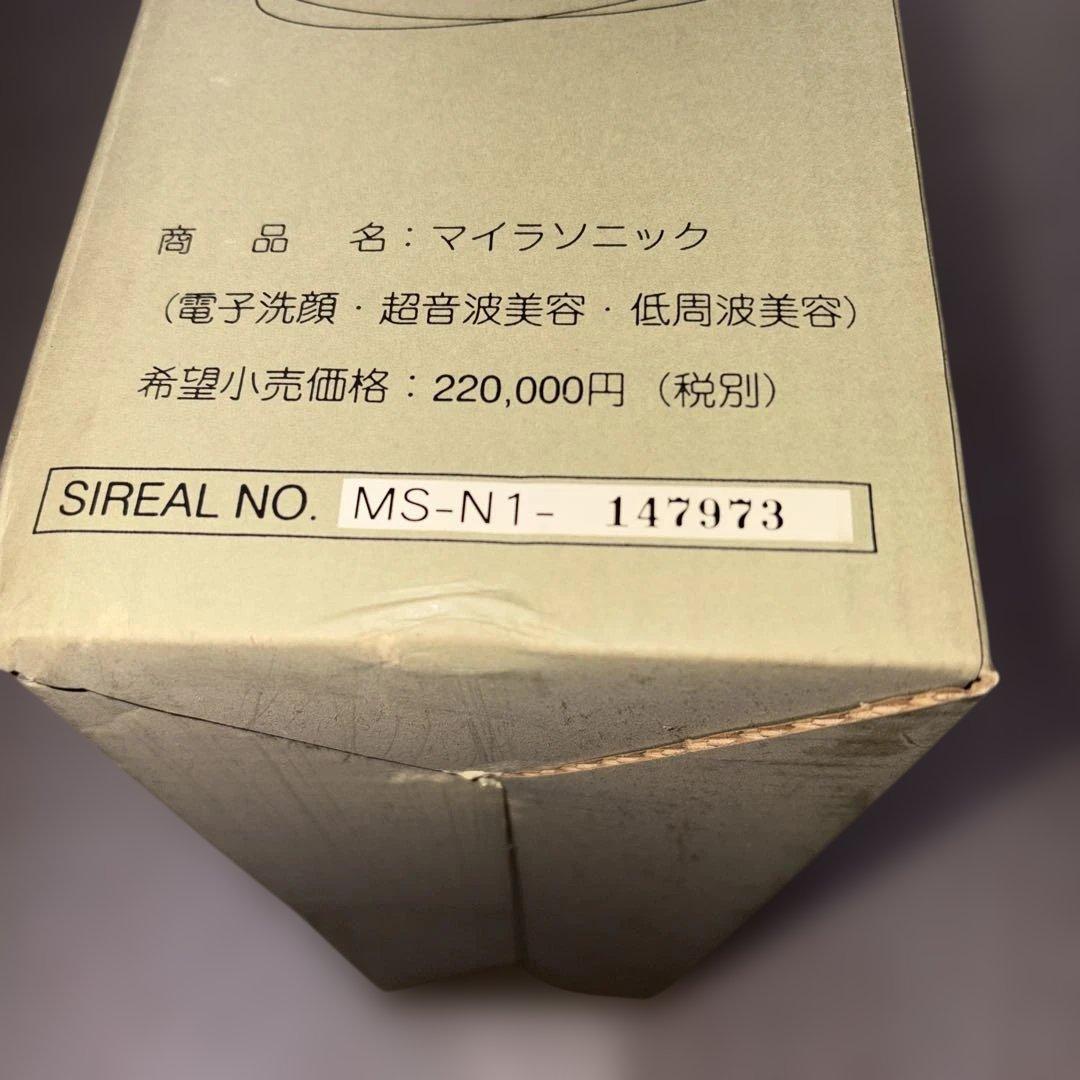 商品名：マイラソニック
（電子洗顔・超音波美容・低周波美容）
希望小売価格：220,000円（税別）
SIREAL NO. MS-N1- 147973